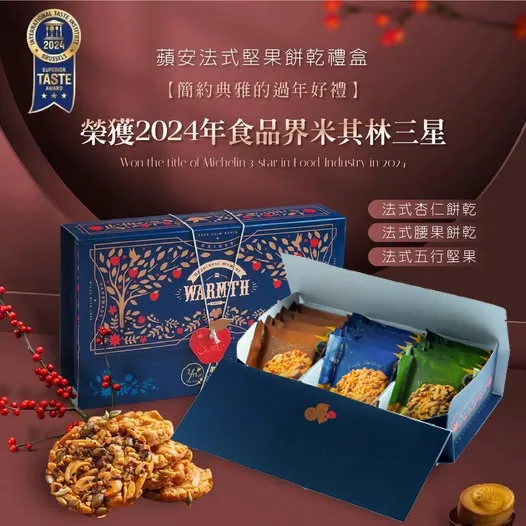 INTERNATIONAL TASTE INSTITUTE
2024
BRUSSELS
SUPERIOR
TASTE
AWARD
蘋安法式堅果餅乾禮盒
【簡約典雅的過年好禮】
榮獲2024年食品界米其林三星
Won the title of Michelin 3-star in Food Industry in 2024
法式杏仁餅乾
法式腰果餅乾
法式五行堅果
WARMTH